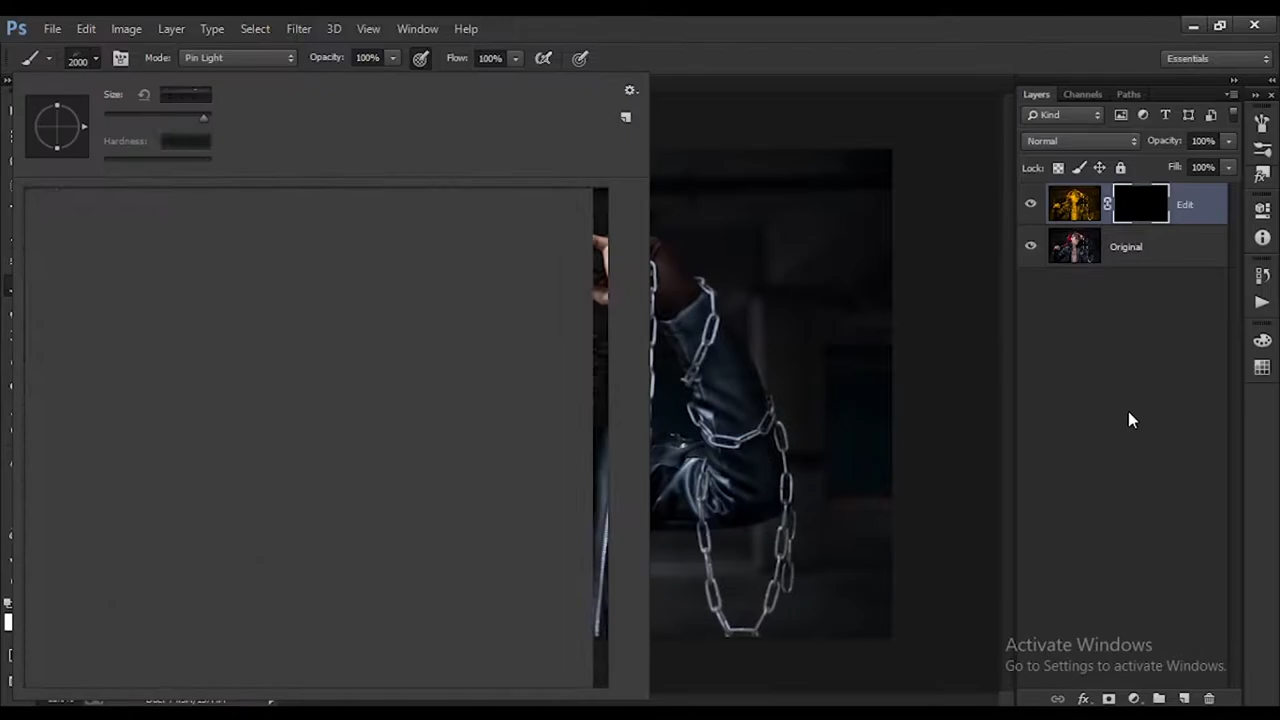 Ps File Edit Image Layer Type Select Filter 3D View Window Help
2000 Mode: Pin Light Opacity: 100% Flow: 100% Essentials
Size:
Hardness:
Layers Channels Paths
Kind
Normal Opacity: 100%
Lock: Fill: 100%
Edit
Original
Activate Windows
Go to Settings to activate Windows.